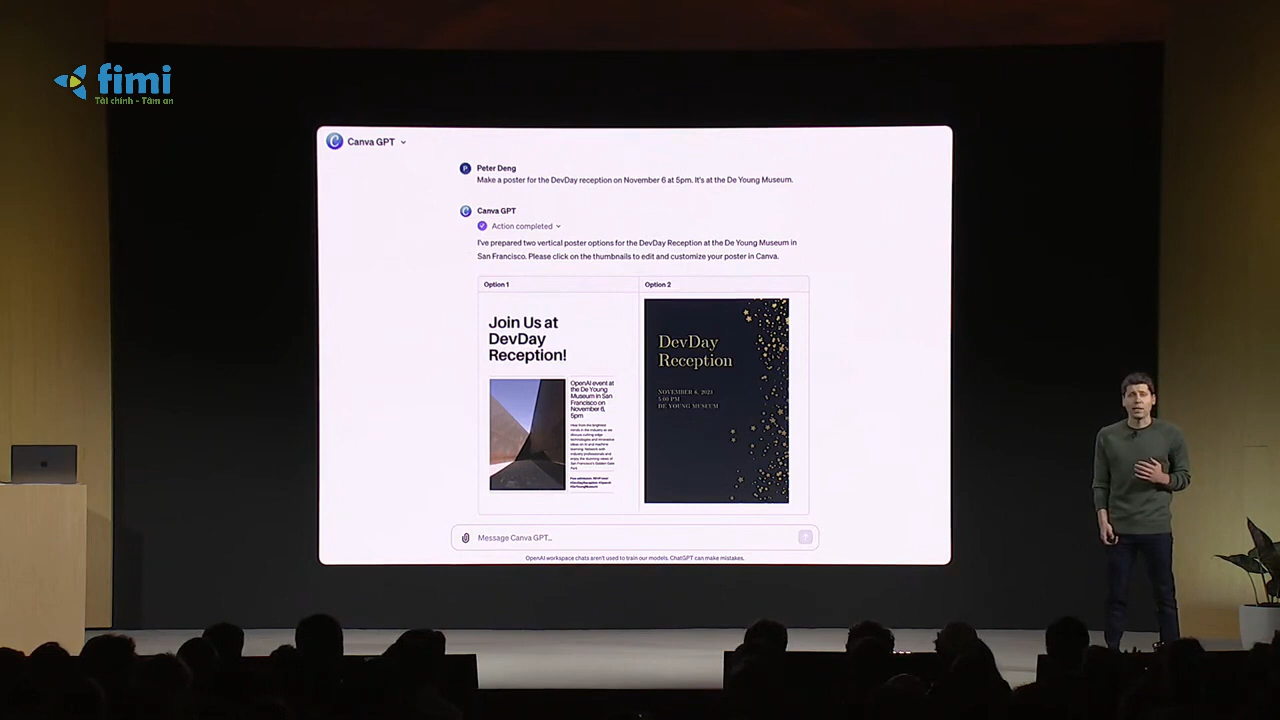 fimi
Tài chính - Tâm an
Canva GPT
Peter Deng
Make a poster for the DevDay reception on November 6 at 5pm. It's at the De Young Museum.
Canva GPT
Action completed
I've prepared two vertical poster options for the DevDay Reception at the De Young Museum in
San Francisco. Please click on the thumbnails to edit and customize your poster in Canva.
Option 1
Option 2
Join Us at
DevDay
Reception!
OpenAI event at
the De Young
Museum in San
Francisco on
November 6,
5pm
DevDay
Reception
NOVEMBER 6, 2023
5:00 PM
DE YOUNG MUSEUM
Message Canva GPT...
OpenAI workspace chats aren't used to train our models. ChatGPT can make mistakes.